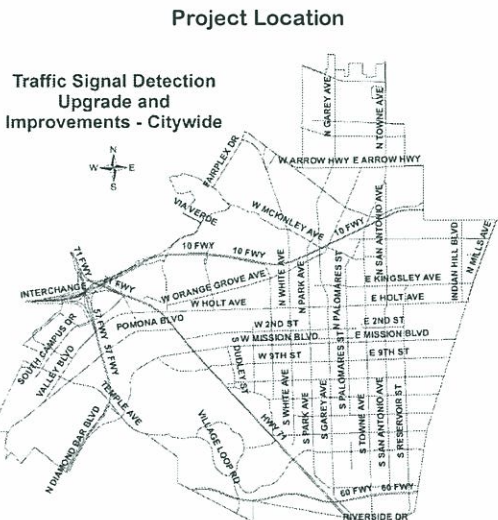 Project Location
Traffic Signal Detection
Upgrade and
Improvements - Citywide
N
W E
S
N GAREY AVE
N TOWNE AVE
W ARROW HWY E ARROW HWY
FAIRPLEX DR
VIA VERDE
W MCKINLEY AVE
10 FWY
10 FWY
10 FWY
N SAN ANTONIO AVE
INDIAN HILL BLVD
N MILLS AVE
71 FWY
INTERCHANGE
N WHITE AVE
N PARK AVE
N PALOMARES ST
E KINGSLEY AVE
W ORANGE GROVE AVE
W HOLT AVE
E HOLT AVE
SOUTH CAMPUS DR
VALLEY BLVD
57 FWY 57 FWY
POMONA BLVD
W 2ND ST
E 2ND ST
W MISSION BLVD
E MISSION BLVD
W 9TH ST
E 9TH ST
S DUDLEY ST
TEMPLE AVE
N DIAMOND BAR BLVD
VILLAGE LOOP RD
HWY 71
S WHITE AVE
S PARK AVE
S GAREY AVE
S PALOMARES ST
S TOWNE AVE
S SAN ANTONIO AVE
S RESERVOIR ST
60 FWY 60 FWY
RIVERSIDE DR